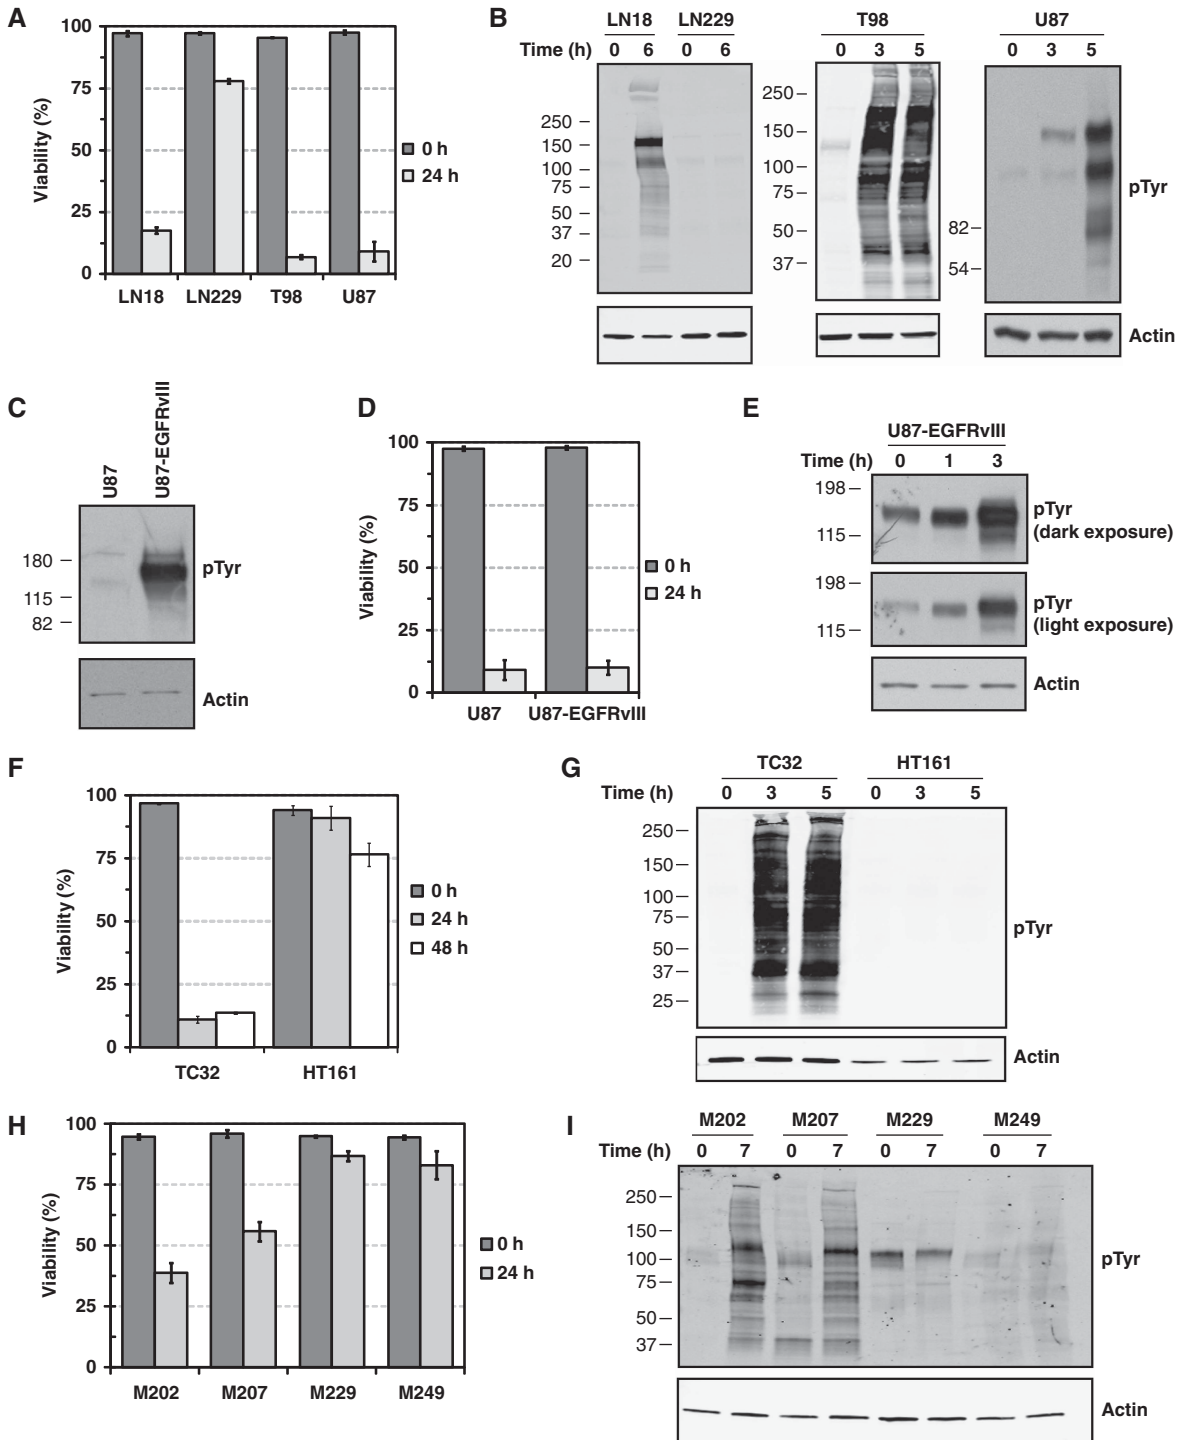 A
100
75
50
25
0
Viability (%)
0 h
24 h
LN18 LN229 T98 U87
B
LN18 LN229 T98 U87
Time (h) 0 6 0 6 0 3 5 0 3 5
250
150
100
75
50
37
20
250
150
100
75
50
37
82
54
pTyr
Actin
C
U87
U87-EGFRvIII
180
115
82
pTyr
Actin
D
100
75
50
25
0
Viability (%)
0 h
24 h
U87 U87-EGFRvIII
E
U87-EGFRvIII
Time (h) 0 1 3
198
115
pTyr
(dark exposure)
198
115
pTyr
(light exposure)
Actin
F
100
75
50
25
0
Viability (%)
0 h
24 h
48 h
TC32 HT161
G
TC32 HT161
Time (h) 0 3 5 0 3 5
250
150
100
75
50
37
25
pTyr
Actin
H
100
75
50
25
0
Viability (%)
0 h
24 h
M202 M207 M229 M249
I
M202 M207 M229 M249
Time (h) 0 7 0 7 0 7 0 7
250
150
100
75
50
37
pTyr
Actin